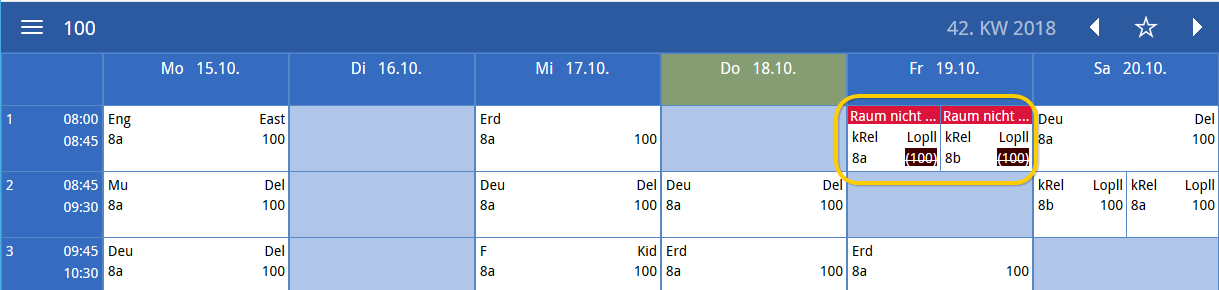 100 42. KW 2018
Mo 15.10. Di 16.10. Mi 17.10. Do 18.10. Fr 19.10. Sa 20.10.
1 08:00 Eng East Erd Raum nicht ... Raum nicht ... Deu Del
08:45 8a 100 8a 100 kRel Lopll kRel Lopll 8a 100
8a (100) 8b (100)
2 08:45 Mu Del Deu Del Deu Del kRel Lopll kRel Lopll
09:30 8a 100 8a 100 8a 100 8b 100 8a 100
3 09:45 Deu Del F Kid Erd Erd
10:30 8a 100 8a 100 8a 100 8a 100